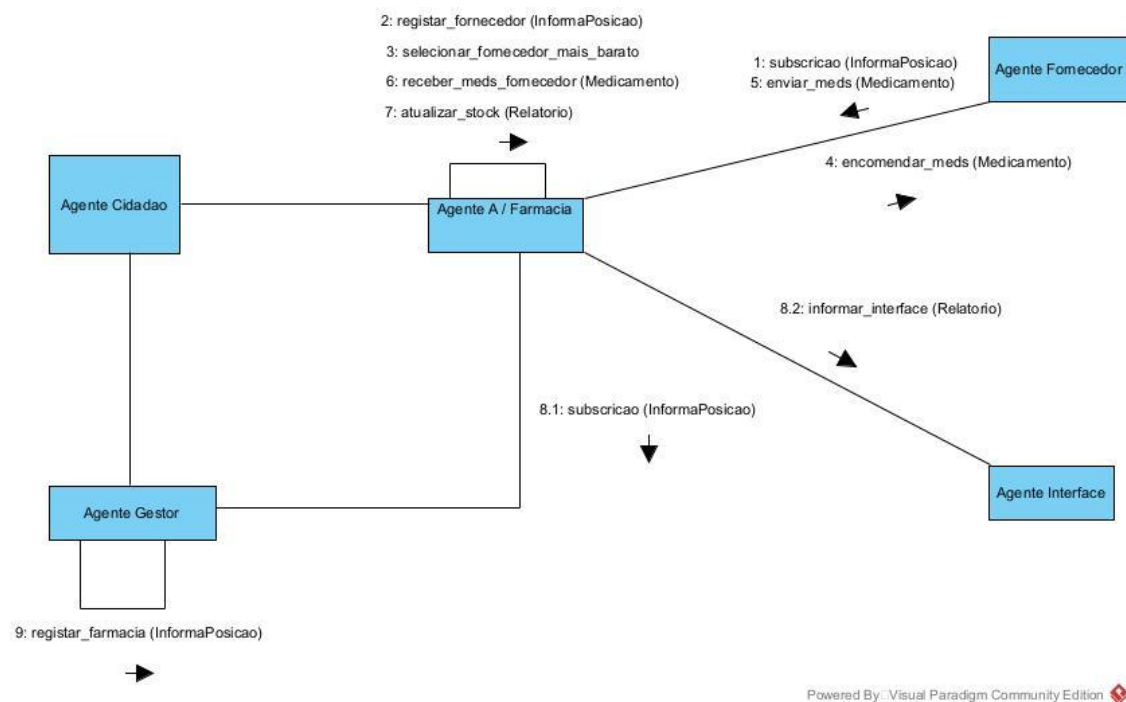 2: registar_fornecedor (InformaPosicao)
3: selecionar_fornecedor_mais_barato
6: receber_meds_fornecedor (Medicamento)
7: atualizar_stock (Relatorio)
1: subscricao (InformaPosicao)
5: enviar_meds (Medicamento)
Agente Fornecedor
4: encomendar_meds (Medicamento)
Agente Cidadao
Agente A / Farmacia
8.2: informar_interface (Relatorio)
8.1: subscricao (InformaPosicao)
Agente Gestor
Agente Interface
9: registar_farmacia (InformaPosicao)
Powered By Visual Paradigm Community Edition